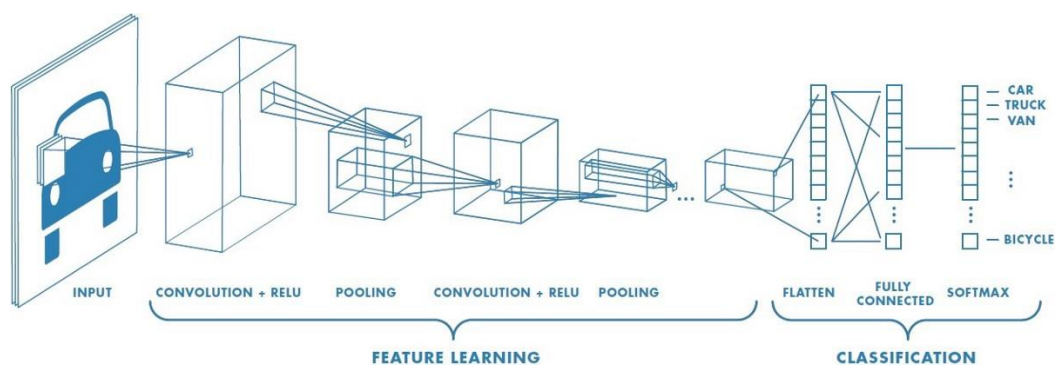 CAR
TRUCK
VAN
BICYCLE
INPUT
CONVOLUTION + RELU
POOLING
CONVOLUTION + RELU
POOLING
FLATTEN
FULLY
CONNECTED
SOFTMAX
FEATURE LEARNING
CLASSIFICATION